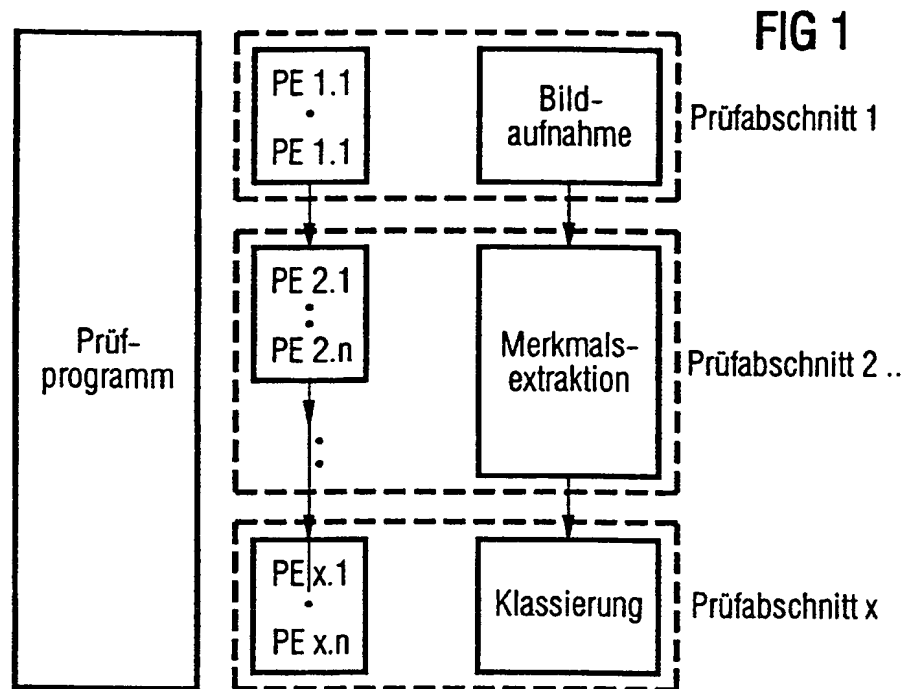 FIG 1
PE 1.1
PE 1.1
Bild-
aufnahme
Prüfabschnitt 1
Prüf-
programm
PE 2.1
PE 2.n
Merkmals-
extraktion
Prüfabschnitt 2 ..
PE x.1
PE x.n
Klassierung
Prüfabschnitt x